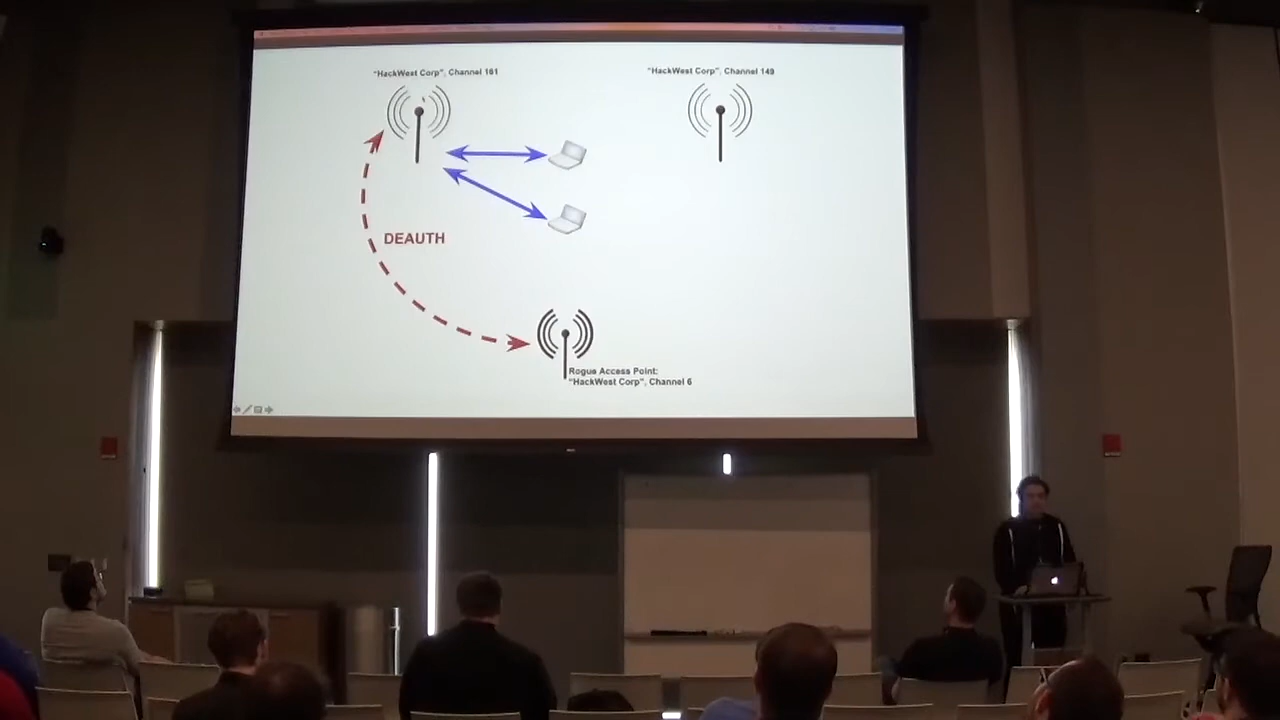 "HackWest Corp", Channel 161
"HackWest Corp", Channel 149
DEAUTH
Rogue Access Point:
"HackWest Corp", Channel 6